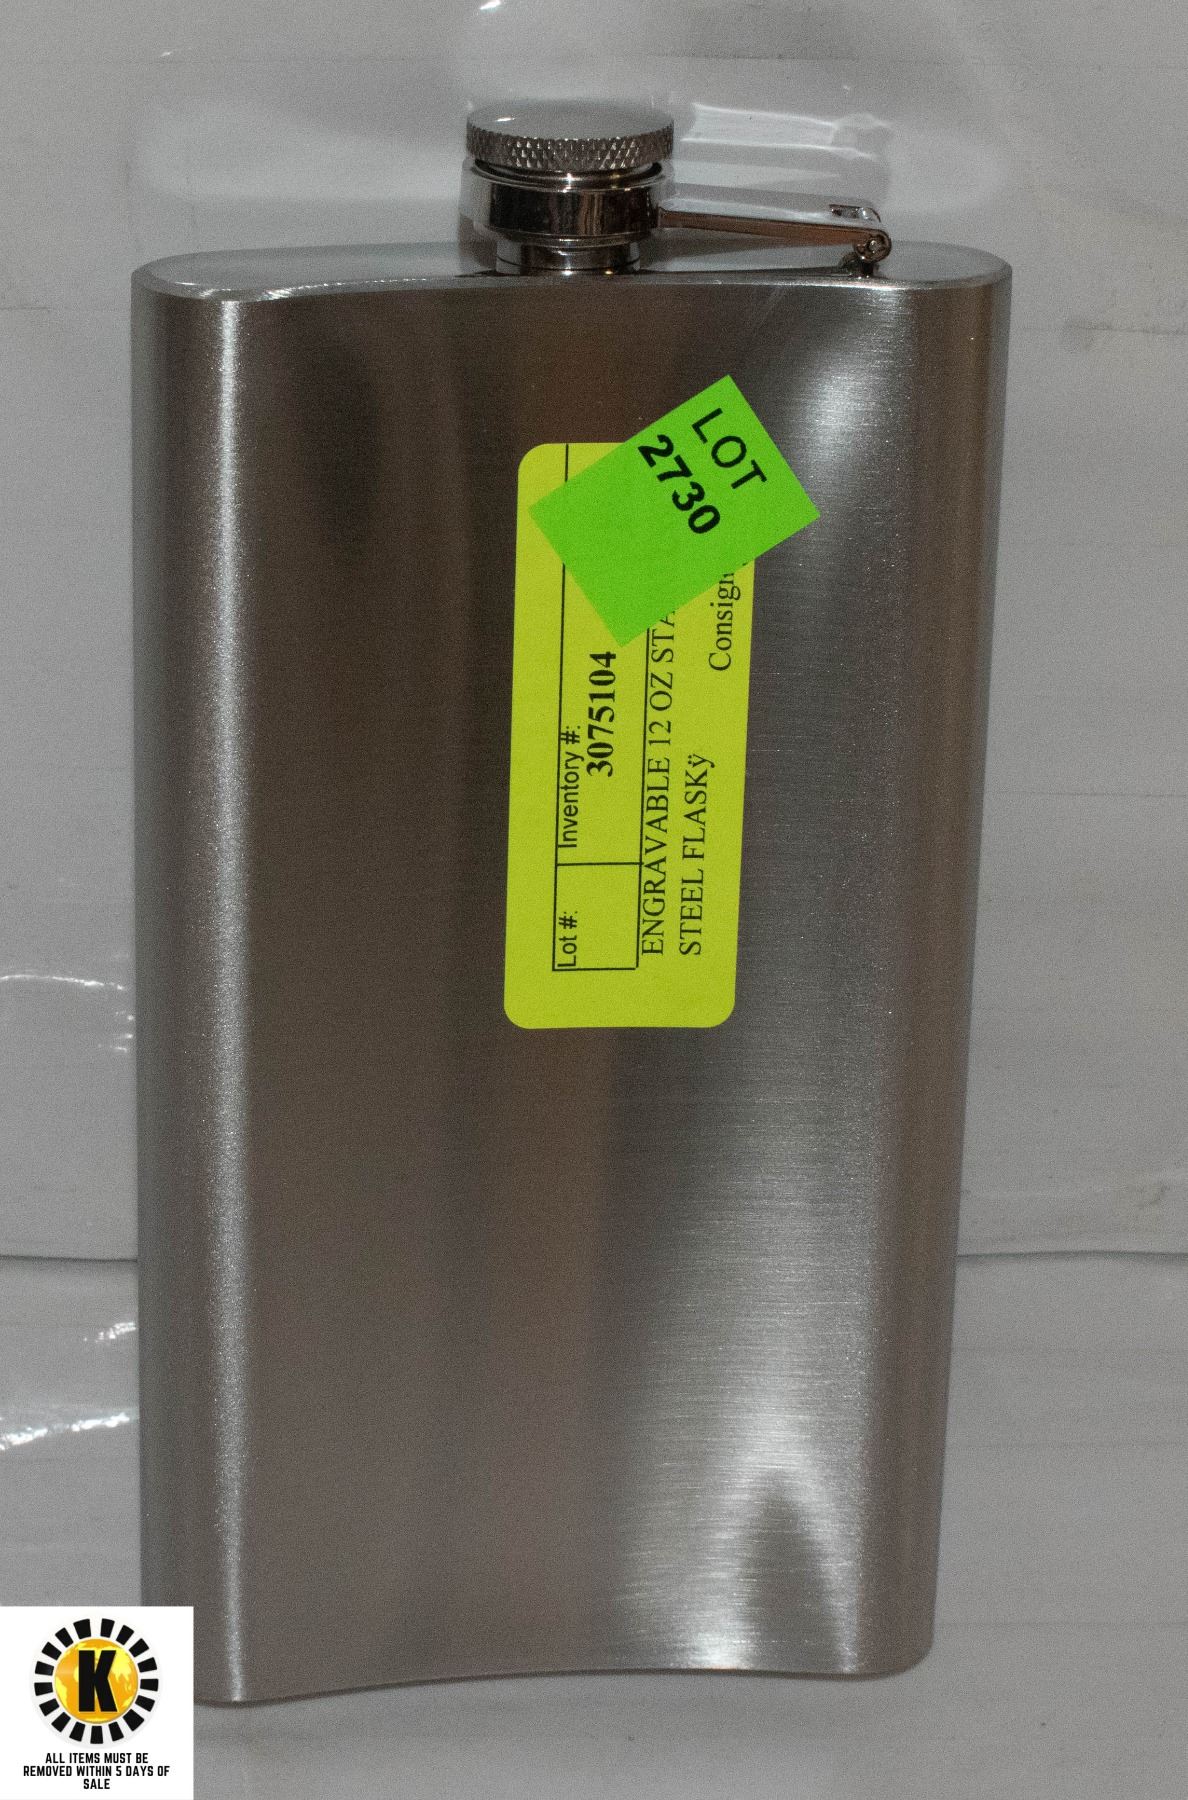 LOT
2730
Lot #:
Inventory #:
3075104
ENGRAVABLE 12 OZ STA
STEEL FLASKÿ
Consign
K
ALL ITEMS MUST BE
REMOVED WITHIN 5 DAYS OF
SALE